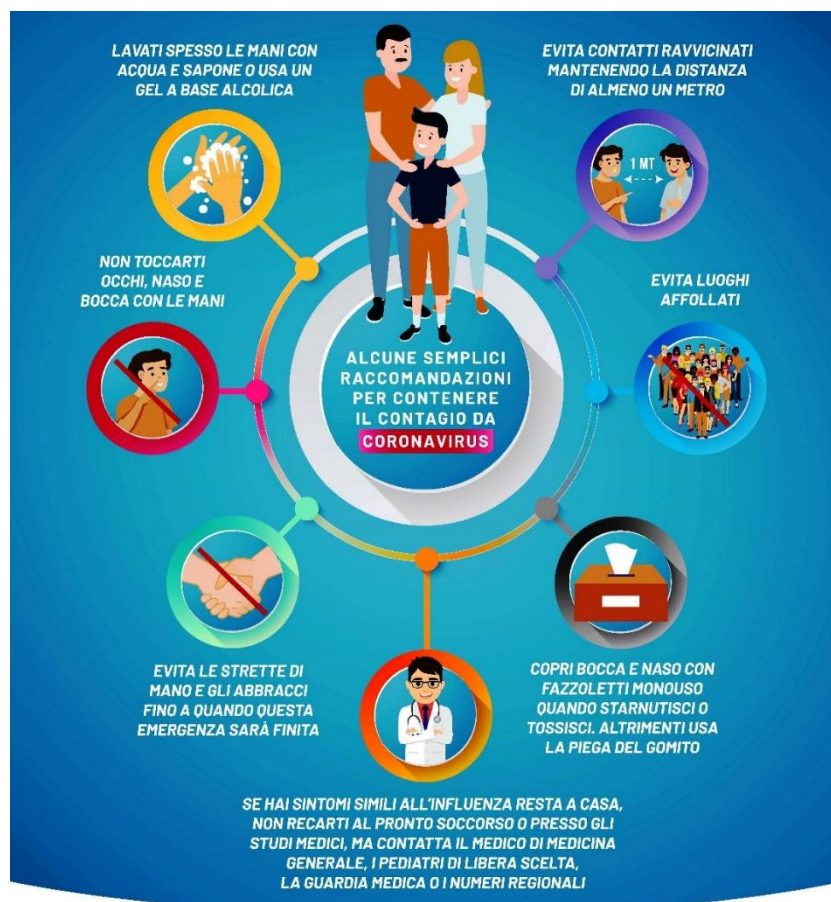 LAVATI SPESSO LE MANI CON
ACQUA E SAPONE O USA UN
GEL A BASE ALCOLICA
EVITA CONTATTI RAVVICINATI
MANTENENDO LA DISTANZA
DI ALMENO UN METRO
1 MT
NON TOCCARTI
OCCHI, NASO E
BOCCA CON LE MANI
EVITA LUOGHI
AFFOLLATI
ALCUNE SEMPLICI
RACCOMANDAZIONI
PER CONTENERE
IL CONTAGIO DA
CORONAVIRUS
EVITA LE STRETTE DI
MANO E GLI ABBRACCI
FINO A QUANDO QUESTA
EMERGENZA SARÀ FINITA
COPRI BOCCA E NASO CON
FAZZOLETTI MONOUSO
QUANDO STARNUTISCI O
TOSSISCI. ALTRIMENTI USA
LA PIEGA DEL GOMITO
SE HAI SINTOMI SIMILI ALL'INFLUENZA RESTA A CASA,
NON RECARTI AL PRONTO SOCCORSO O PRESSO GLI
STUDI MEDICI, MA CONTATTA IL MEDICO DI MEDICINA
GENERALE, I PEDIATRI DI LIBERA SCELTA,
LA GUARDIA MEDICA O I NUMERI REGIONALI